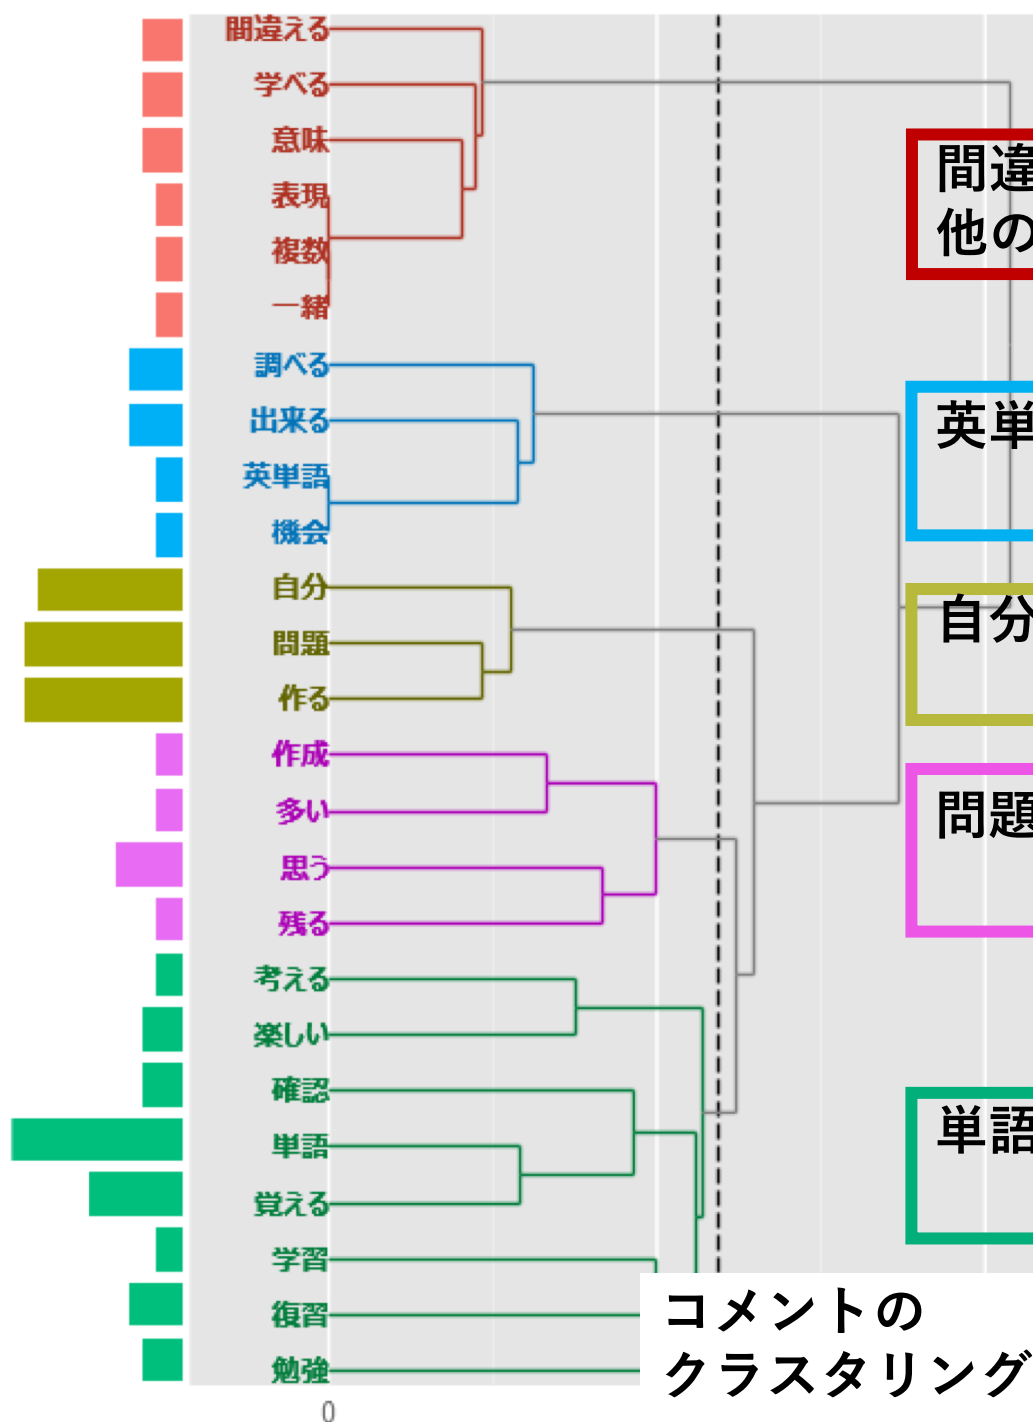 間違える
学べる
意味
表現
複数
一緒
調べる
出来る
英単語
機会
自分
問題
作る
作成
多い
思う
残る
考える
楽しい
確認
単語
覚える
学習
復習
勉強
0
間違
他の
英単
自分
問題
単語
コメントの
クラスタリング